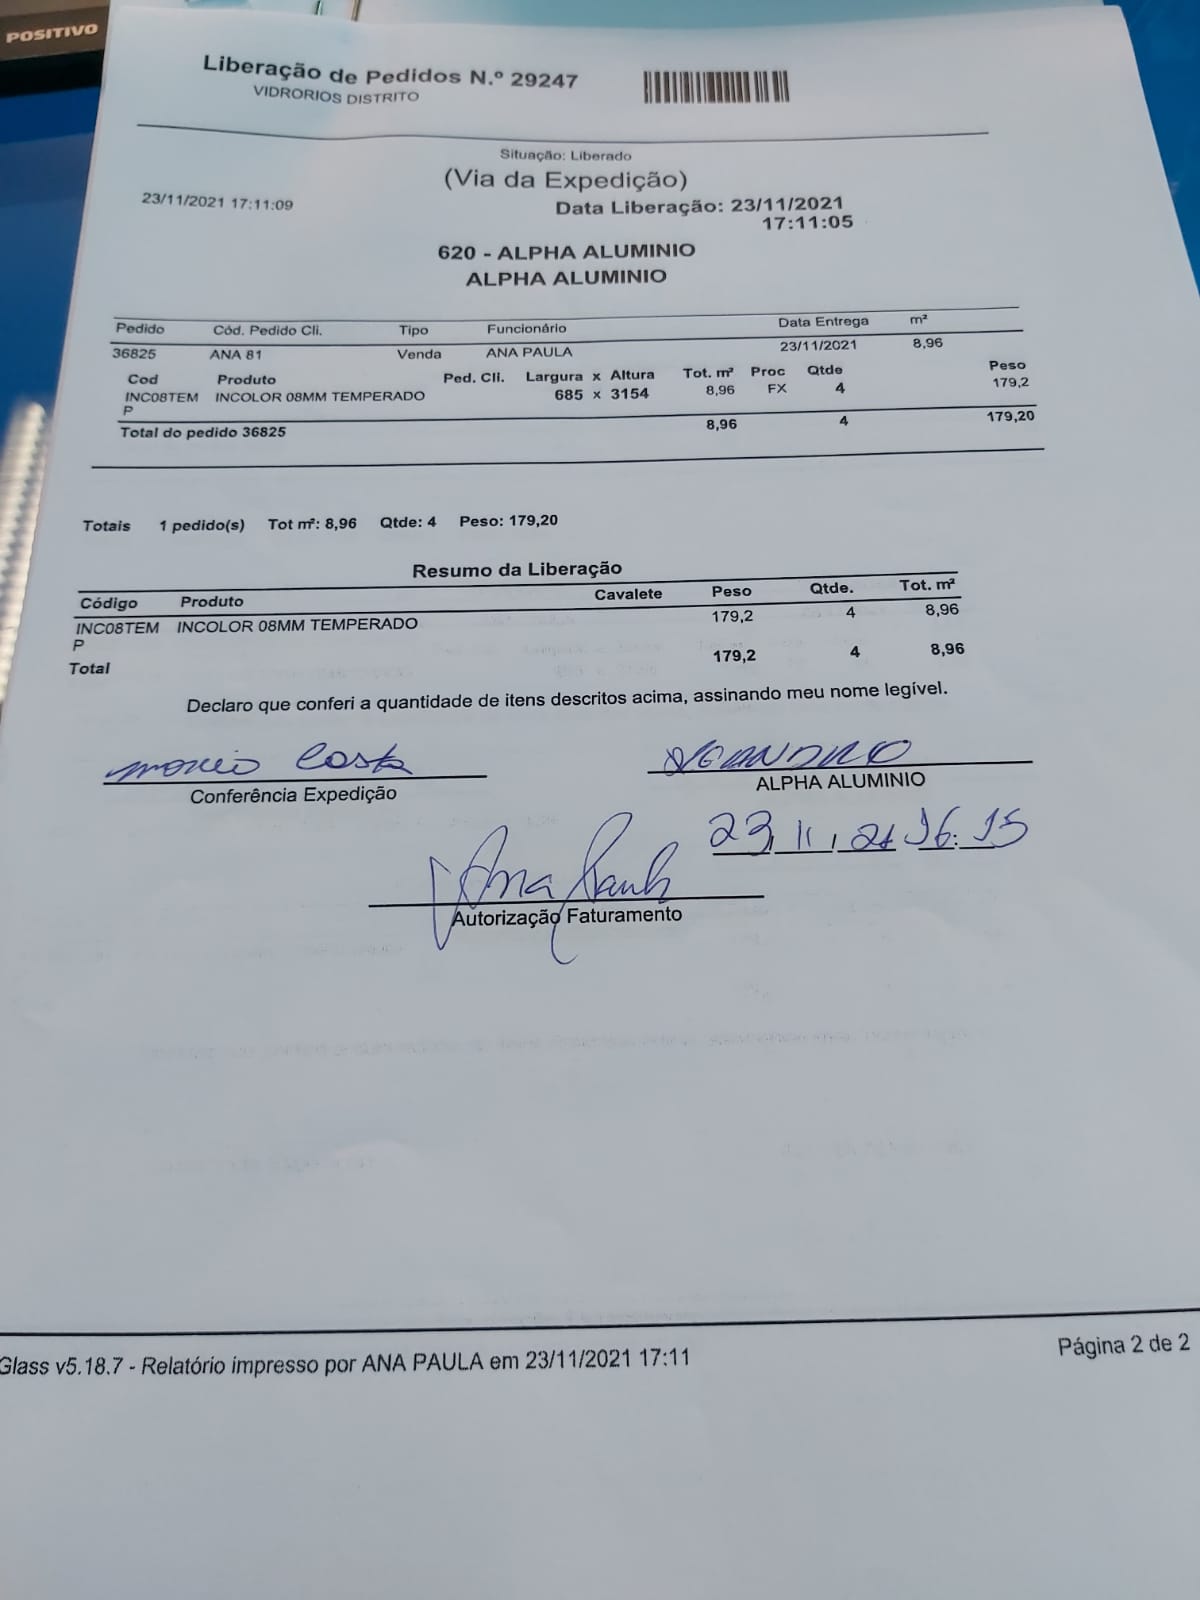 POSITIVO
Liberação de Pedidos N.º 29247
VIDRORIOS DISTRITO
Situação: Liberado
(Via da Expedição)
23/11/2021 17:11:09
Data Liberação: 23/11/2021
17:11:05
620 - ALPHA ALUMINIO
ALPHA ALUMINIO
Pedido Cód. Pedido Cli. Tipo Funcionário Data Entrega m²
36825 ANA 81 Venda ANA PAULA 23/11/2021 8,96
Cod Produto Ped. Cli. Largura x Altura Tot. m² Proc Qtde Peso
INC08TEM INCOLOR 08MM TEMPERADO 685 x 3154 8,96 FX 4 179,2
P
Total do pedido 36825 8,96 4 179,20
Totais 1 pedido(s) Tot m²: 8,96 Qtde: 4 Peso: 179,20
Resumo da Liberação
Código Produto Cavalete Peso Qtde. Tot. m²
INC08TEM INCOLOR 08MM TEMPERADO 179,2 4 8,96
P
Total 179,2 4 8,96
Declaro que conferi a quantidade de itens descritos acima, assinando meu nome legível.
Costa
Conferência Expedição
ALPHA ALUMINIO
23, 11, 21 16:15
Ana Paula
Autorização Faturamento
Glass v5.18.7 - Relatório impresso por ANA PAULA em 23/11/2021 17:11
Página 2 de 2